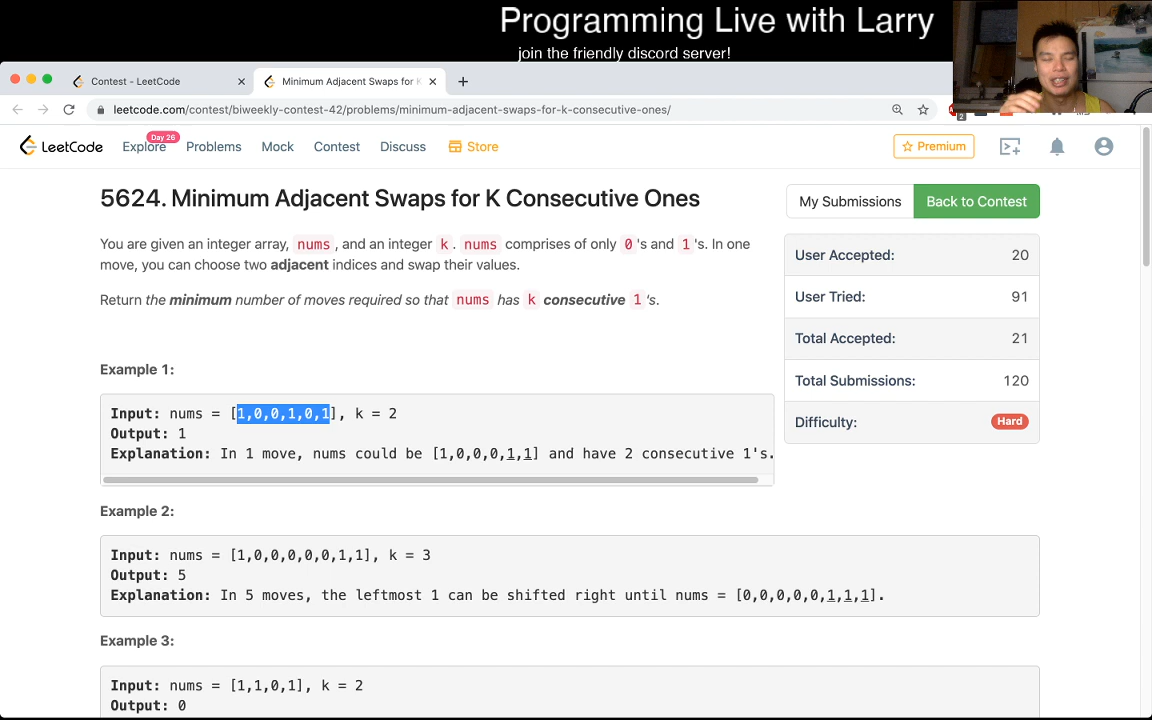 Programming Live with Larry
join the friendly discord server!
Contest - LeetCode
Minimum Adjacent Swaps for K
leetcode.com/contest/biweekly-contest-42/problems/minimum-adjacent-swaps-for-k-consecutive-ones/
2
LeetCode
Explore
Day 26
Problems
Mock
Contest
Discuss
Store
Premium
5624. Minimum Adjacent Swaps for K Consecutive Ones
My Submissions
Back to Contest
You are given an integer array, nums, and an integer k. nums comprises of only 0's and 1's. In one
move, you can choose two adjacent indices and swap their values.
Return the minimum number of moves required so that nums has k consecutive 1's.
User Accepted: 20
User Tried: 91
Total Accepted: 21
Total Submissions: 120
Difficulty: Hard
Example 1:
Input: nums = [1,0,0,1,0,1], k = 2
Output: 1
Explanation: In 1 move, nums could be [1,0,0,0,1,1] and have 2 consecutive 1's.
Example 2:
Input: nums = [1,0,0,0,0,0,1,1], k = 3
Output: 5
Explanation: In 5 moves, the leftmost 1 can be shifted right until nums = [0,0,0,0,0,1,1,1].
Example 3:
Input: nums = [1,1,0,1], k = 2
Output: 0